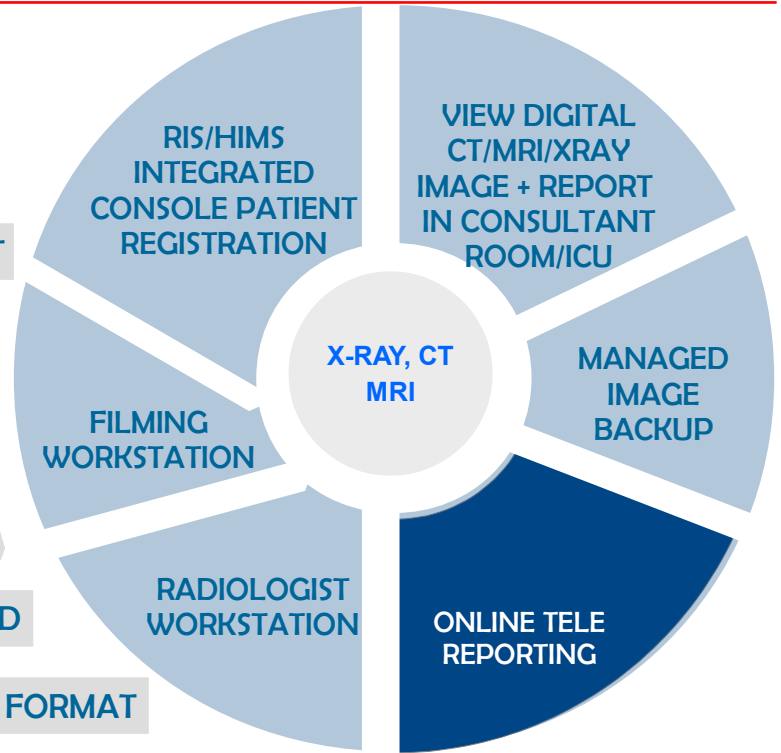 RIS/HIMS
INTEGRATED
CONSOLE PATIENT
REGISTRATION
VIEW DIGITAL
CT/MRI/XRAY
IMAGE + REPORT
IN CONSULTANT
ROOM/ICU
X-RAY, CT
MRI
MANAGED
IMAGE
BACKUP
FILMING
WORKSTATION
RADIOLOGIST
WORKSTATION
ONLINE TELE
REPORTING
D
FORMAT